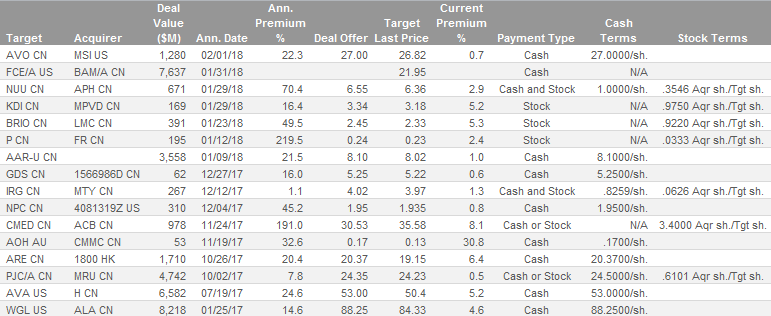 Deal Ann. Target Current
Value Premium Premium Cash
Target Acquirer ($M) Ann. Date % Deal Offer Last Price % Payment Type Terms Stock Terms
AVO CN MSI US 1,280 02/01/18 22.3 27.00 26.82 0.7 Cash 27.0000/sh.
FCE/A US BAM/A CN 7,637 01/31/18 21.95 Cash N/A
NUU CN APH CN 671 01/29/18 70.4 6.55 6.36 2.9 Cash and Stock 1.0000/sh. .3546 Aqr sh./Tgt sh.
KDI CN MPVD CN 169 01/29/18 16.4 3.34 3.18 5.2 Stock N/A .9750 Aqr sh./Tgt sh.
BRIO CN LMC CN 391 01/23/18 49.5 2.45 2.33 5.3 Stock N/A .9220 Aqr sh./Tgt sh.
P CN FR CN 195 01/12/18 219.5 0.24 0.23 2.4 Stock N/A .0333 Aqr sh./Tgt sh.
AAR-U CN 3,558 01/09/18 21.5 8.10 8.02 1.0 Cash 8.1000/sh.
GDS CN 1566986D CN 62 12/27/17 16.0 5.25 5.22 0.6 Cash 5.2500/sh.
IRG CN MTY CN 267 12/12/17 1.1 4.02 3.97 1.3 Cash and Stock .8259/sh. .0626 Aqr sh./Tgt sh.
NPC CN 4081319Z US 310 12/04/17 45.2 1.95 1.935 0.8 Cash 1.9500/sh.
CMED CN ACB CN 978 11/24/17 191.0 30.53 35.58 8.1 Cash or Stock N/A 3.4000 Aqr sh./Tgt sh.
AOH AU CMMC CN 53 11/19/17 32.6 0.17 0.13 30.8 Cash .1700/sh.
ARE CN 1800 HK 1,710 10/26/17 20.4 20.37 19.15 6.4 Cash 20.3700/sh.
PJC/A CN MRU CN 4,742 10/02/17 7.8 24.35 24.23 0.5 Cash or Stock 24.5000/sh. .6101 Aqr sh./Tgt sh.
AVA US H CN 6,582 07/19/17 24.6 53.00 50.4 5.2 Cash 53.0000/sh.
WGL US ALA CN 8,218 01/25/17 14.6 88.25 84.33 4.6 Cash 88.2500/sh.